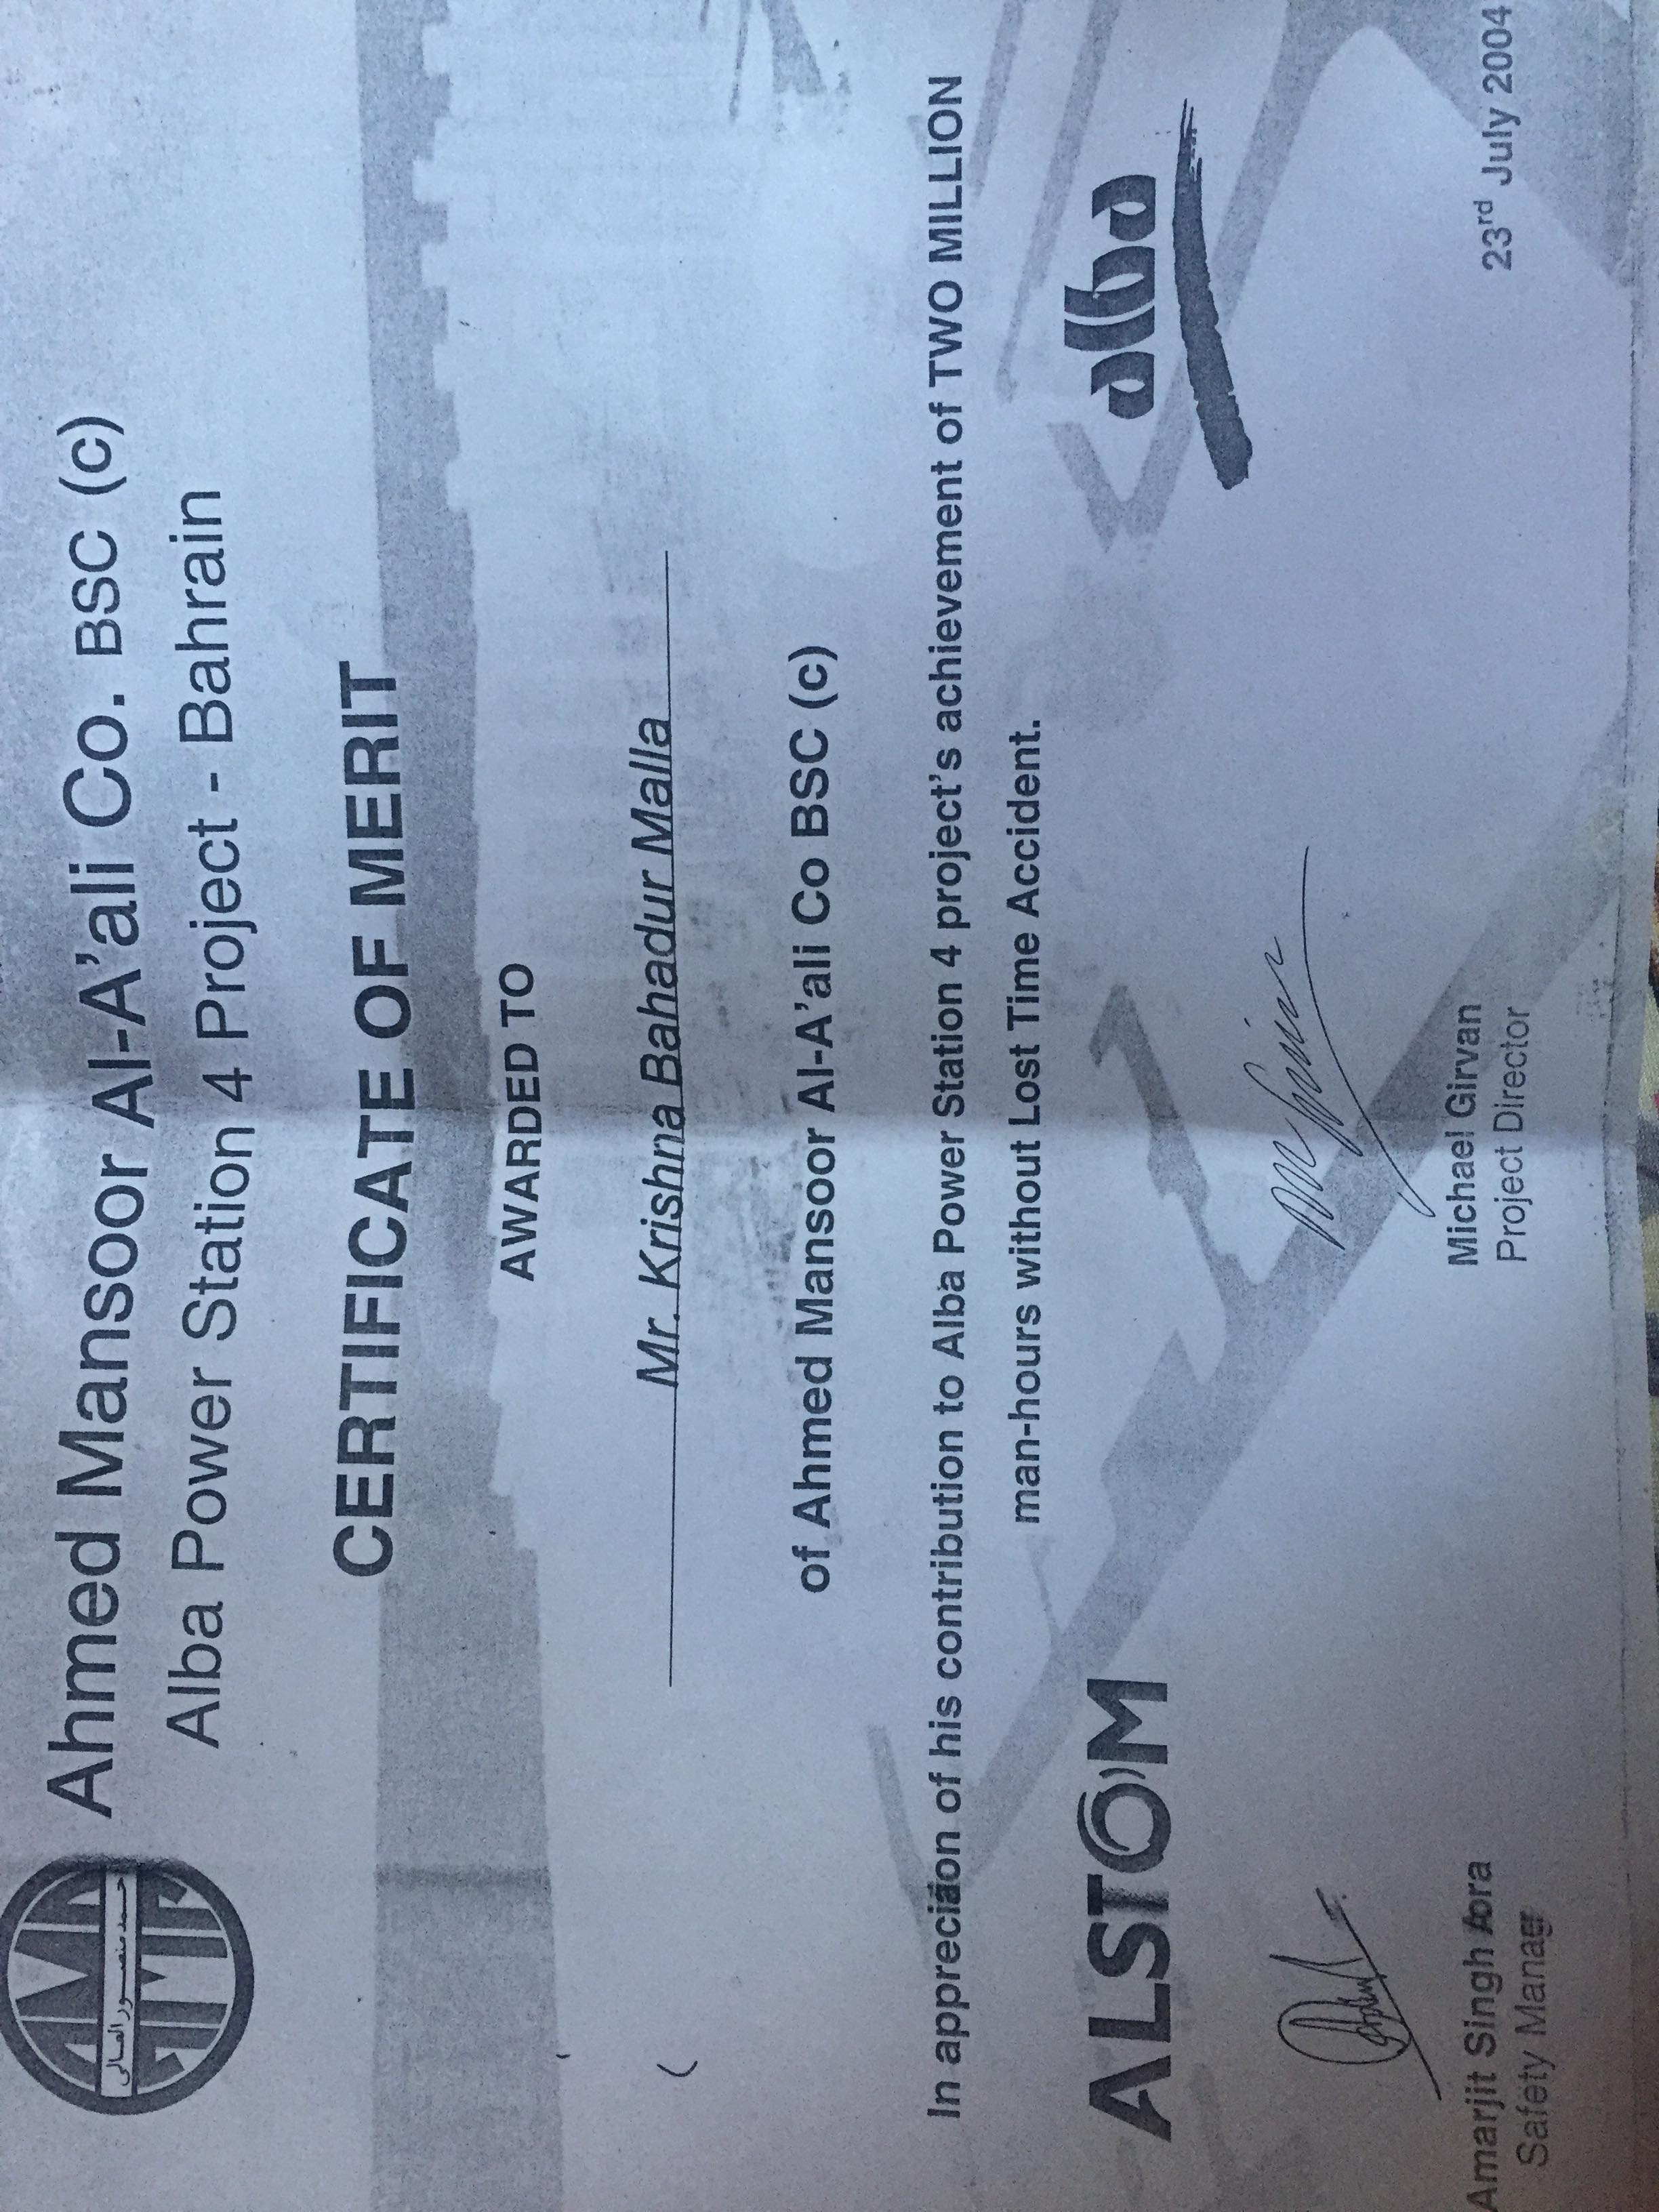 احمد منصور العالي
Ahmed Mansoor Al-A'ali Co. BSC (c)
Alba Power Station 4 Project - Bahrain
CERTIFICATE OF MERIT
AWARDED TO
Mr. Krishna Bahadur Malla
of Ahmed Mansoor Al-A'ali Co BSC (c)
In appreciaon of his contribution to Alba Power Station 4 project's achievement of TWO MILLION
man-hours without Lost Time Accident.
ALSTOM
alba
Amarjit Singh
Michael Girvan
Safety
Project Director
23rd July 2004